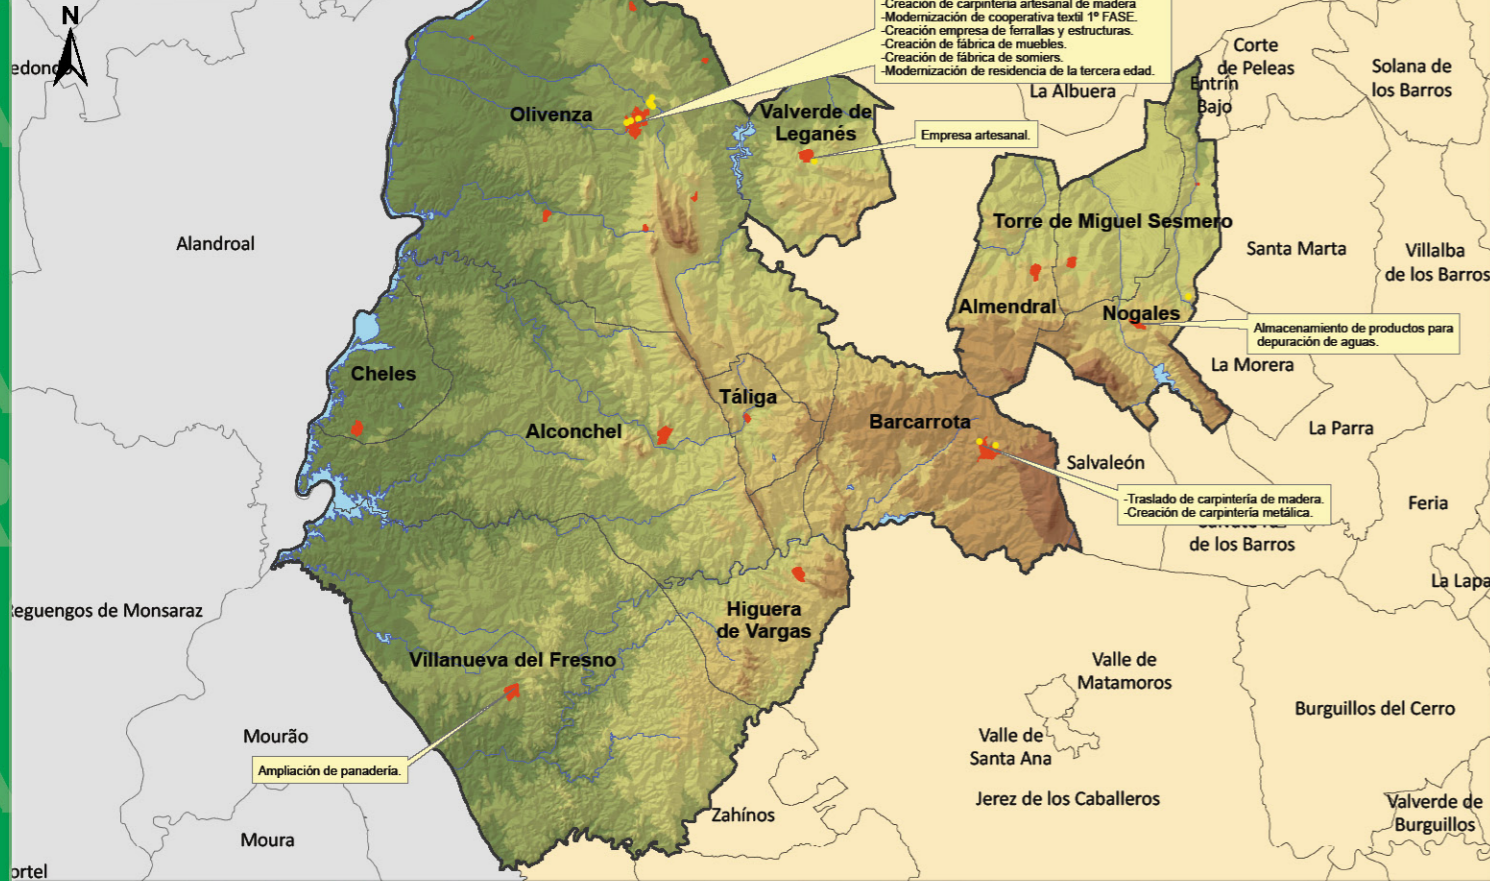 N
-Creación de carpintería artesanal de madera
-Modernización de cooperativa textil 1º FASE.
-Creación empresa de ferrallas y estructuras.
-Creación de fábrica de muebles.
-Creación de fábrica de somiers.
-Modernización de residencia de la tercera edad.
Corte
de Peleas
Solana de
los Barros
edondo
Entrín
Bajo
La Albuera
Olivenza
Valverde de
Leganés
Empresa artesanal.
Torre de Miguel Sesmero
Alandroal
Santa Marta
Villalba
de los Barros
Almendral
Nogales
Almacenamiento de productos para
depuración de aguas.
La Morera
Cheles
Táliga
Barcarrota
Alconchel
La Parra
Salvaleón
-Traslado de carpintería de madera.
-Creación de carpintería metálica.
Feria
de los Barros
La Lapa
Reguengos de Monsaraz
Higuera
de Vargas
Villanueva del Fresno
Valle de
Matamoros
Burguillos del Cerro
Mourão
Valle de
Santa Ana
Ampliación de panadería.
Jerez de los Caballeros
Zahínos
Valverde de
Burguillos
Moura
ortel